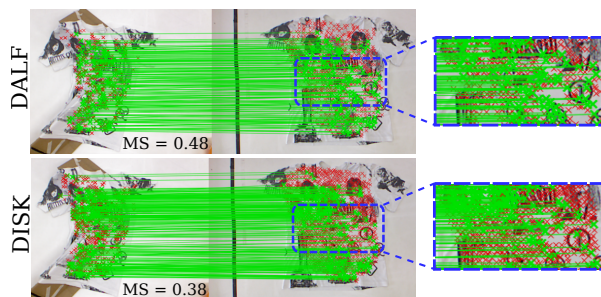 DALF
MS = 0.48
DISK
MS = 0.38